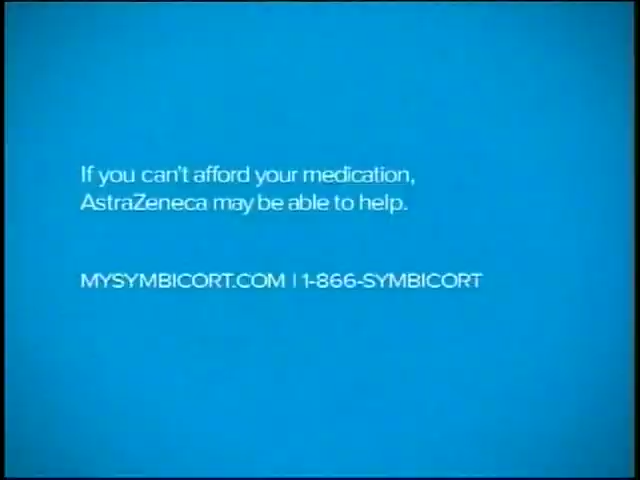 If you can't afford your medication,
AstraZeneca may be able to help.
MYSYMBICORT.COM | 1-866-SYMBICORT